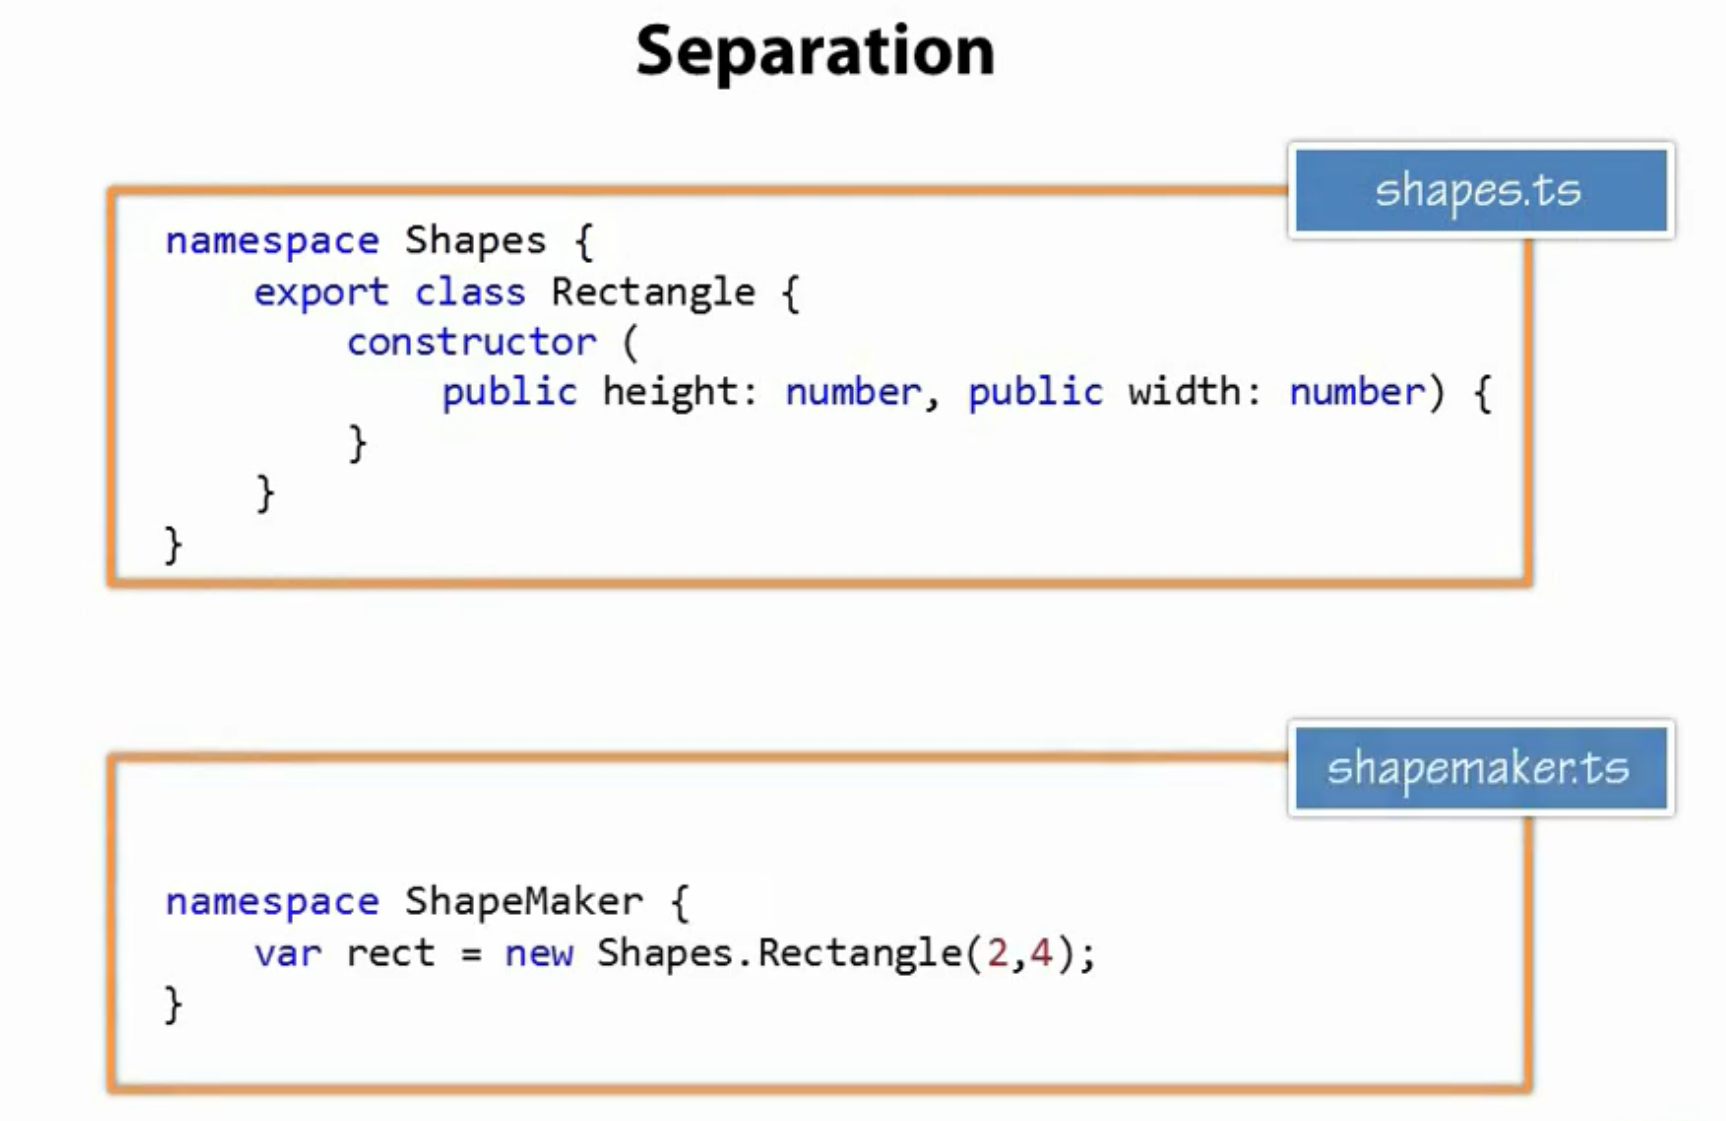 Separation
shapes.ts
namespace Shapes {
    export class Rectangle {
        constructor (
            public height: number, public width: number) {
        }
    }
}
shapemaker.ts
namespace ShapeMaker {
    var rect = new Shapes.Rectangle(2,4);
}